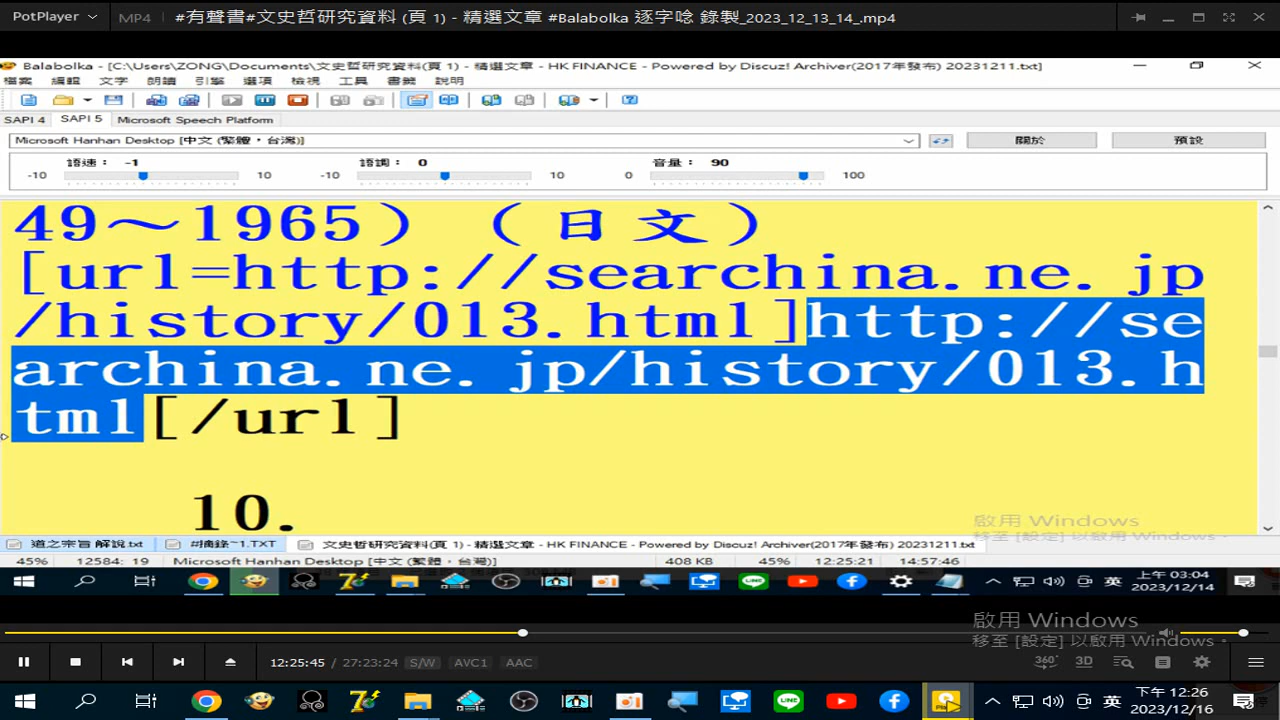 PotPlayer MP4 #有聲書#文史哲研究資料 (頁 1) - 精選文章 #Balabolka 逐字唸 錄製_2023_12_13_14_.mp4
Balabolka - [C:\Users\ZONG\Documents\文史哲研究資料(頁 1) - 精選文章 - HK FINANCE - Powered by Discuz! Archiver(2017年發布) 20231211.txt]
檔案 編輯 文字 朗讀 引擎 選項 檢視 工具 書籤 說明
SAPI 4 SAPI 5 Microsoft Speech Platform
Microsoft Hanhan Desktop [中文 (繁體，台灣)] 關於 預設
語速： -1 語調： 0 音量： 90
-10 10 -10 10 0 100
49～1965）（日文）
[url=http://searchina.ne.jp
/history/013.html]http://se
archina.ne.jp/history/013.h
tml[/url]
10.
啟用 Windows
移至 [設定] 以啟用 Windows。
道之宗旨 解說.txt #摘錄~1.TXT 文史哲研究資料(頁 1) - 精選文章 - HK FINANCE - Powered by Discuz! Archiver(2017年發布) 20231211.txt
45% 12584: 19 Microsoft Hanhan Desktop [中文 (繁體，台灣)] 408 KB 45% 12:25:21 14:57:46
英 上午 03:04
2023/12/14
啟用 Windows
移至 [設定] 以啟用 Windows。
12:25:45 / 27:23:24 S/W AVC1 AAC 360° 3D
英 下午 12:26
2023/12/16